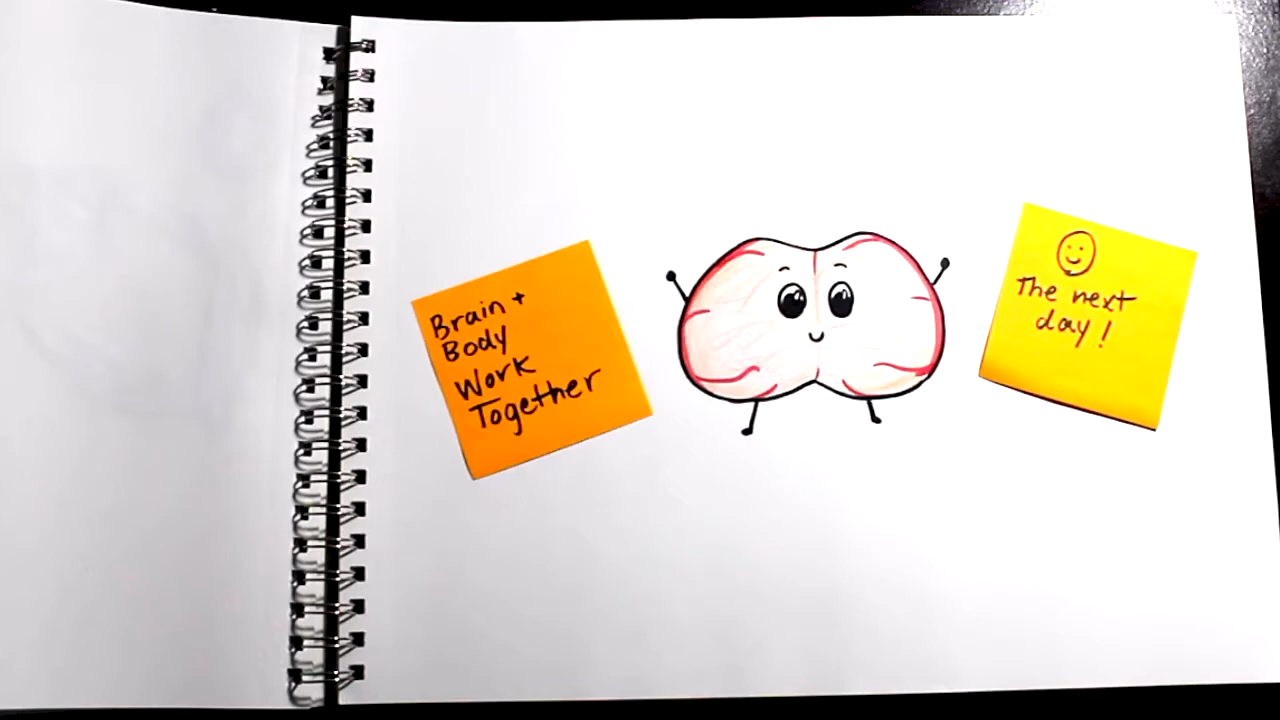 Brain +
Body
Work
Together
The next
day!